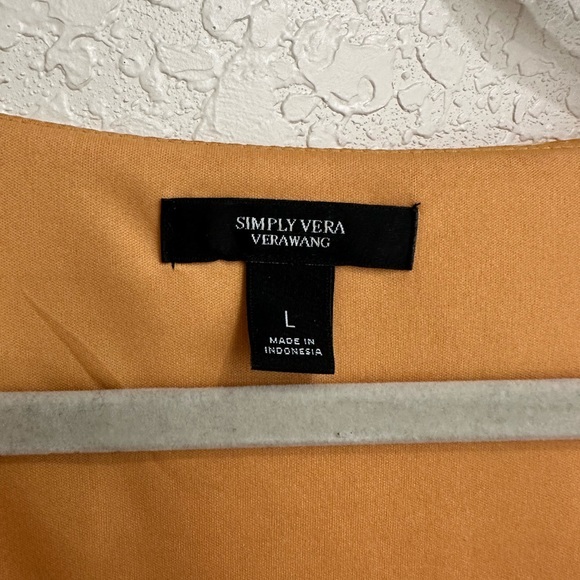 SIMPLY VERA
VERAWANG
L
MADE IN
INDONESIA